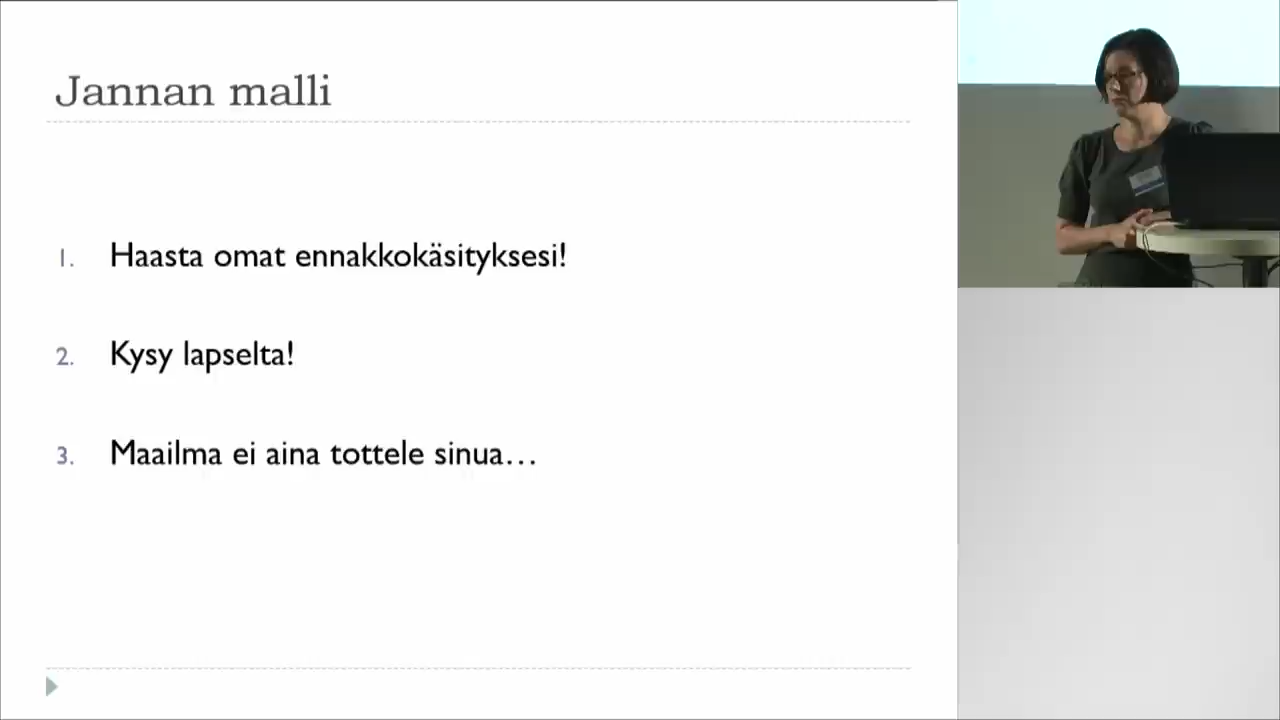 Jannan malli
1. Haasta omat ennakkokäsityksesi!
2. Kysy lapselta!
3. Maailma ei aina tottele sinua…